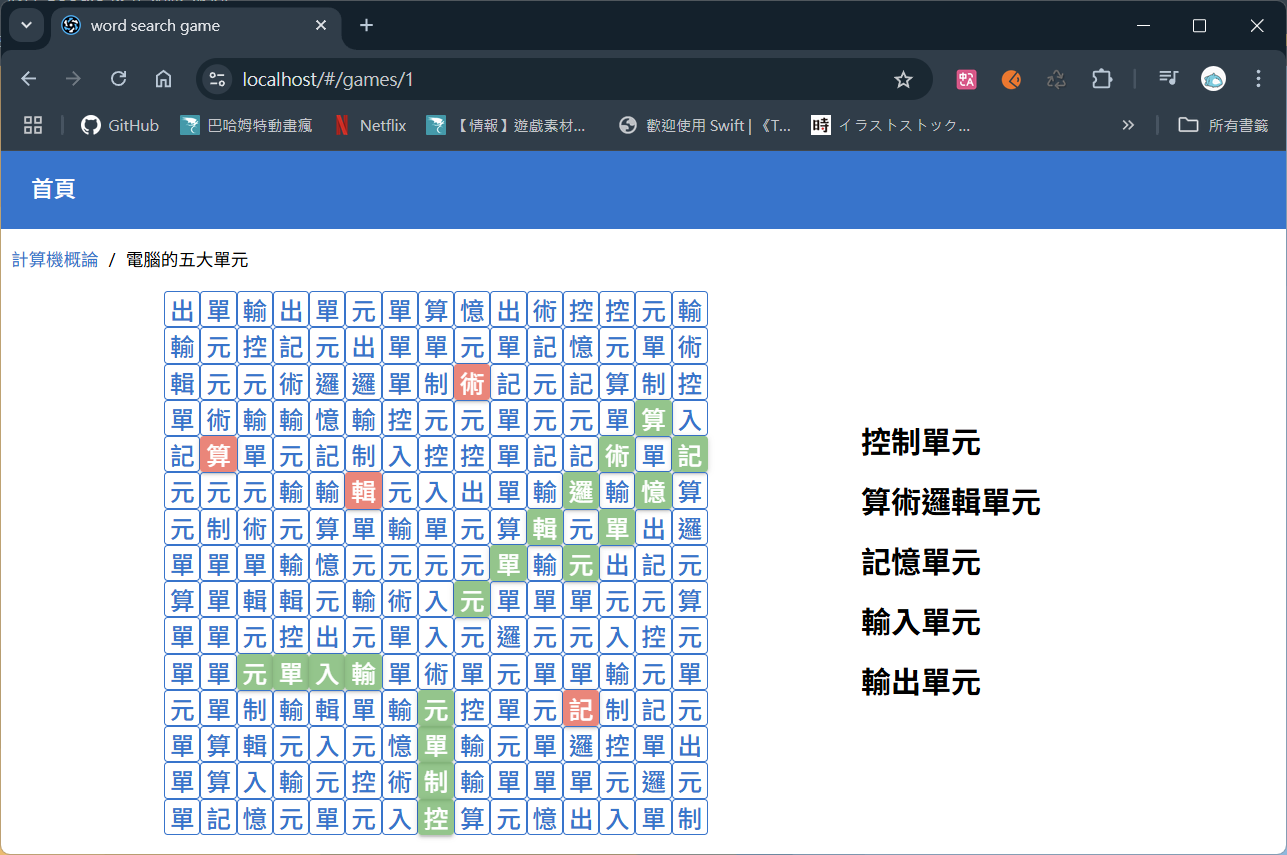 word search game
localhost/#/games/1
GitHub 巴哈姆特動畫瘋 Netflix 【情報】遊戲素材... 歡迎使用 Swift | 《T... 時 イラストストック... » 所有書籤
首頁
計算機概論 / 電腦的五大單元
出單輸出單元單算憶出術控控元輸
輸元控記元出單單元單記憶元單術
輯元元術邏邏單制術記元記算制控
單術輸輸憶輸控元元單元元單算入
記算單元記制入控控單記記術單記
元元元輸輸輯元入出單輸邏輸憶算
元制術元算單輸單元算輯元單出邏
單單單輸憶元元元元單輸元出記元
算單輯輯元輸術入元單單單元元算
單單元控出元單入元邏元元入控元
單單元單入輸單術單元單單輸元單
元單制輸輯單輸元控單元記制記元
單算輯元入元憶單輸元單邏控單出
單算入輸元控術制輸單單單元邏元
單記憶元單元入控算元憶出入單制
控制單元
算術邏輯單元
記憶單元
輸入單元
輸出單元